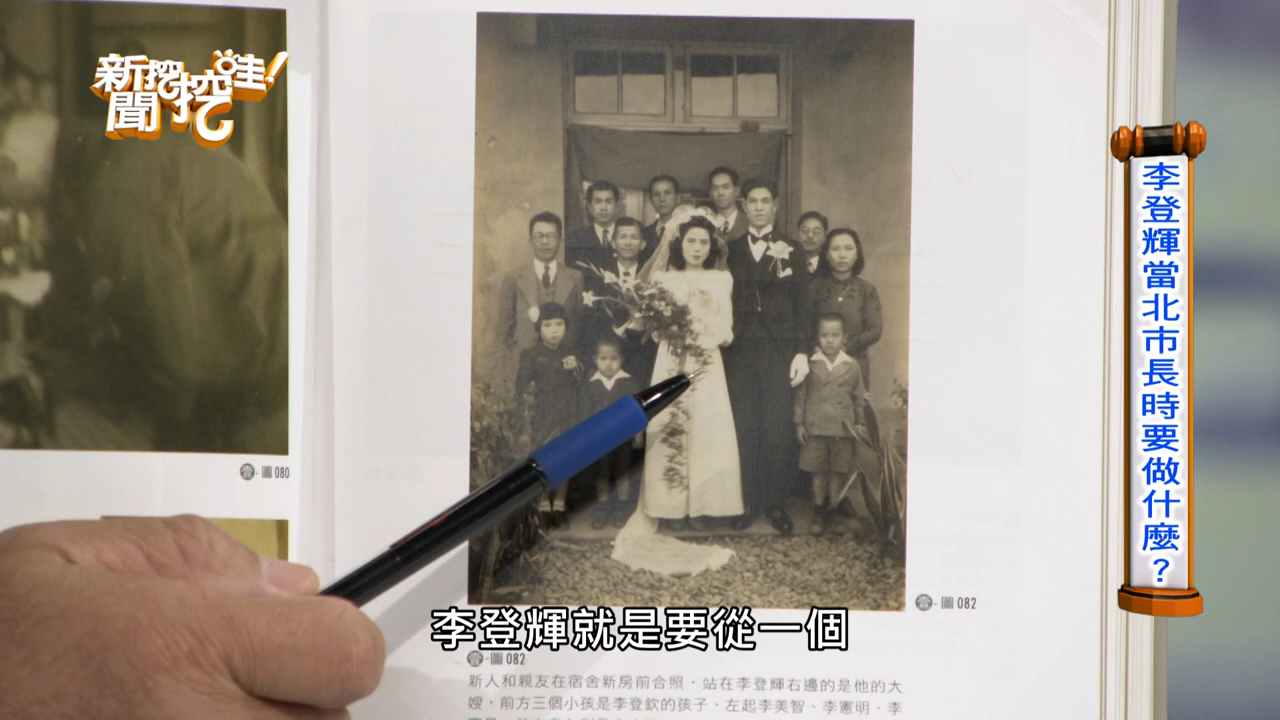 新聞挖挖哇!
李登輝當北市長時要做什麼?
圖080
圖082
李登輝就是要從一個
圖082
新人和親友在宿舍新房前合照,站在李登輝右邊的是他的大
嫂,前方三個小孩是李登欽的孩子,左起李美智、李憲明、李